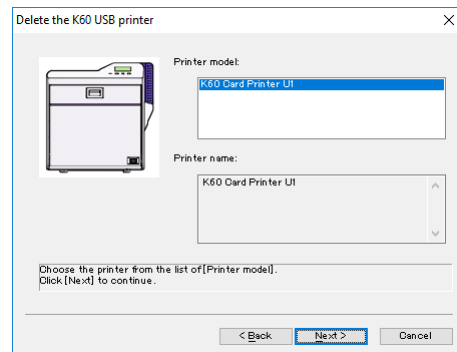 Delete the K60 USB printer
Printer model:
K60 Card Printer U1
Printer name:
K60 Card Printer U1
Choose the printer from the list of[Printer model].
Click [Next] to continue.
< Back
Next >
Cancel